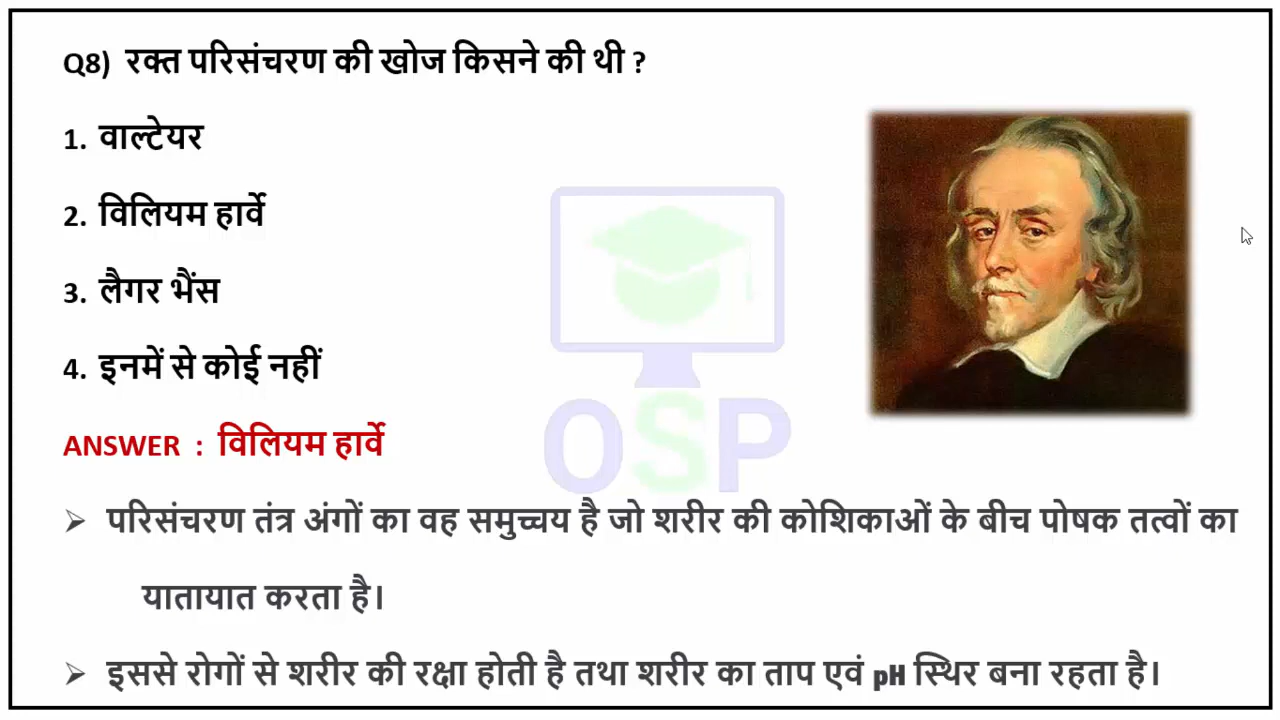 Q8) रक्त परिसंचरण की खोज किसने की थी ?
1. वाल्टेयर
2. विलियम हार्वे
3. लैगर भैंस
4. इनमें से कोई नहीं
OSP
ANSWER : विलियम हार्वे
➢ परिसंचरण तंत्र अंगों का वह समुच्चय है जो शरीर की कोशिकाओं के बीच पोषक तत्वों का
यातायात करता है।
➢ इससे रोगों से शरीर की रक्षा होती है तथा शरीर का ताप एवं pH स्थिर बना रहता है।